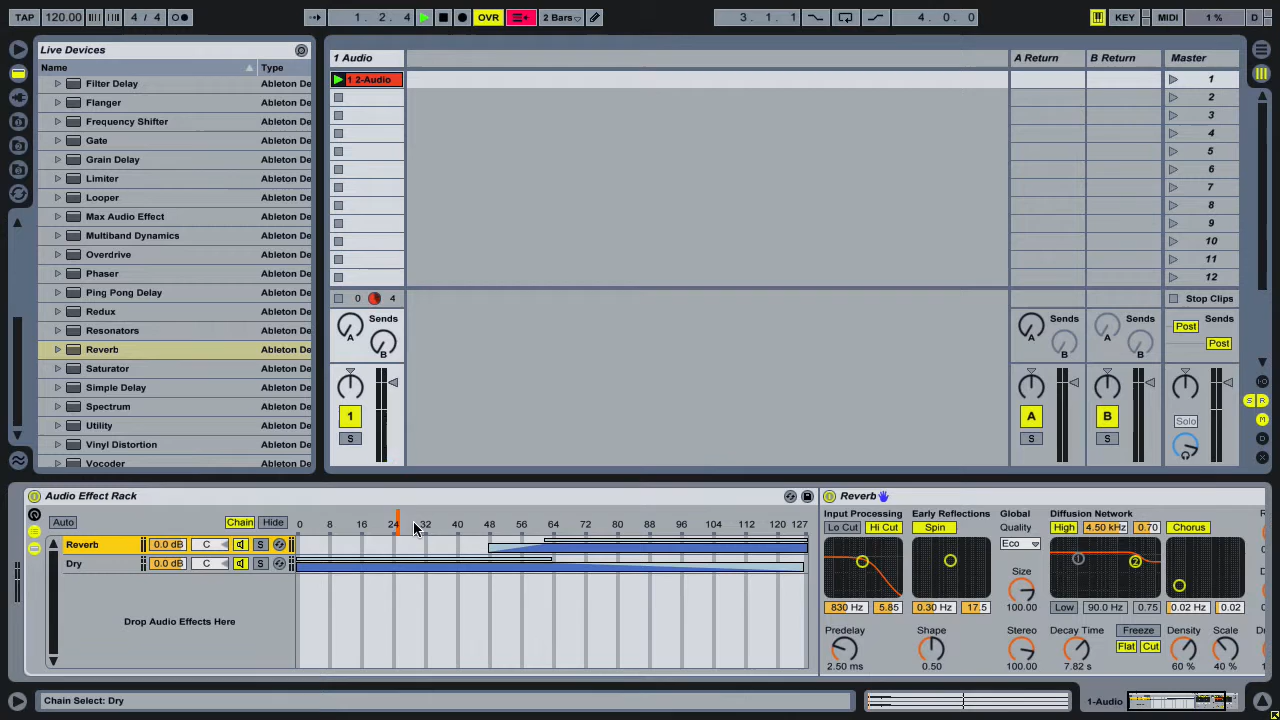 TAP 120.00 4 / 4 1. 2. 4 OVR 2 Bars 3. 1. 1 4. 0. 0 KEY MIDI 1 % D
Live Devices
Name Type
Filter Delay Ableton De
Flanger Ableton De
Frequency Shifter Ableton De
Gate Ableton De
Grain Delay Ableton De
Limiter Ableton De
Looper Ableton De
Max Audio Effect Ableton De
Multiband Dynamics Ableton De
Overdrive Ableton De
Phaser Ableton De
Ping Pong Delay Ableton De
Redux Ableton De
Resonators Ableton De
Reverb Ableton De
Saturator Ableton De
Simple Delay Ableton De
Spectrum Ableton De
Utility Ableton De
Vinyl Distortion Ableton De
Vocoder Ableton De
1 Audio A Return B Return Master
1 2-Audio 1
2
3
4
5
6
7
8
9
10
11
12
0 4 Stop Clips
Sends Sends Sends Sends
A B A B A B Post
Post
1 A B Solo
S S S
S R
M
D
X
Audio Effect Rack
Auto Chain Hide 0 8 16 24 32 40 48 56 64 72 80 88 96 104 112 120 127
Reverb 0.0 dB C S
Dry 0.0 dB C S
Drop Audio Effects Here
Reverb
Input Processing Early Reflections Global Diffusion Network
Lo Cut Hi Cut Spin Quality High 4.50 kHz 0.70 Chorus
Eco
1 2
Size
830 Hz 5.85 0.30 Hz 17.5 100.00 Low 90.0 Hz 0.75 0.02 Hz 0.02
Predelay Shape Stereo Decay Time Freeze Density Scale
Flat Cut
2.50 ms 0.50 100.00 7.82 s 60 % 40 %
Chain Select: Dry 1-Audio